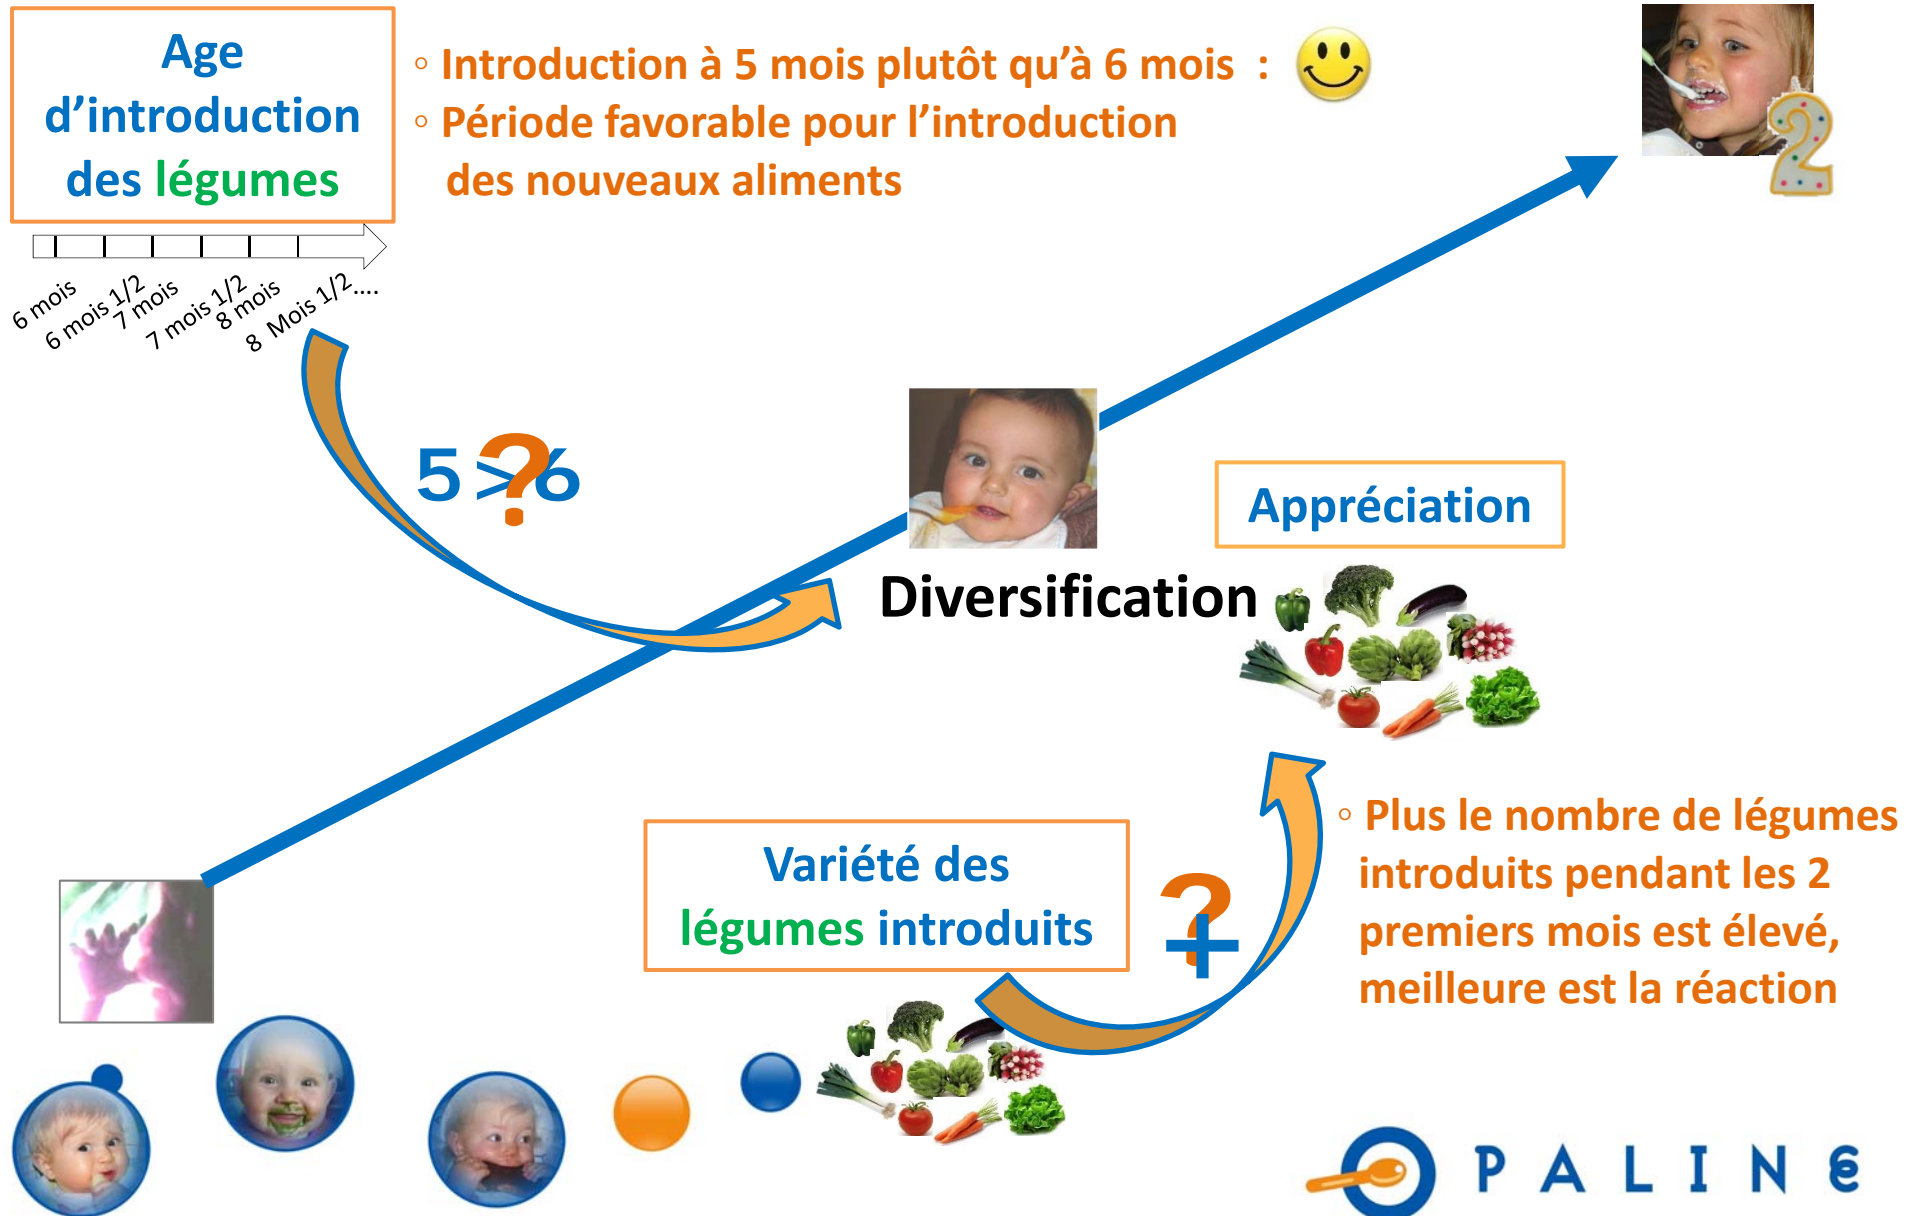 Age
d’introduction
des légumes
◦ Introduction à 5 mois plutôt qu’à 6 mois :
◦ Période favorable pour l’introduction
des nouveaux aliments
6 mois
6 mois 1/2
7 mois
7 mois 1/2
8 mois
8 Mois 1/2....
5 > 6
?
2
Appréciation
Diversification
Variété des
légumes introduits
?
+
◦ Plus le nombre de légumes
introduits pendant les 2
premiers mois est élevé,
meilleure est la réaction
OPALINE